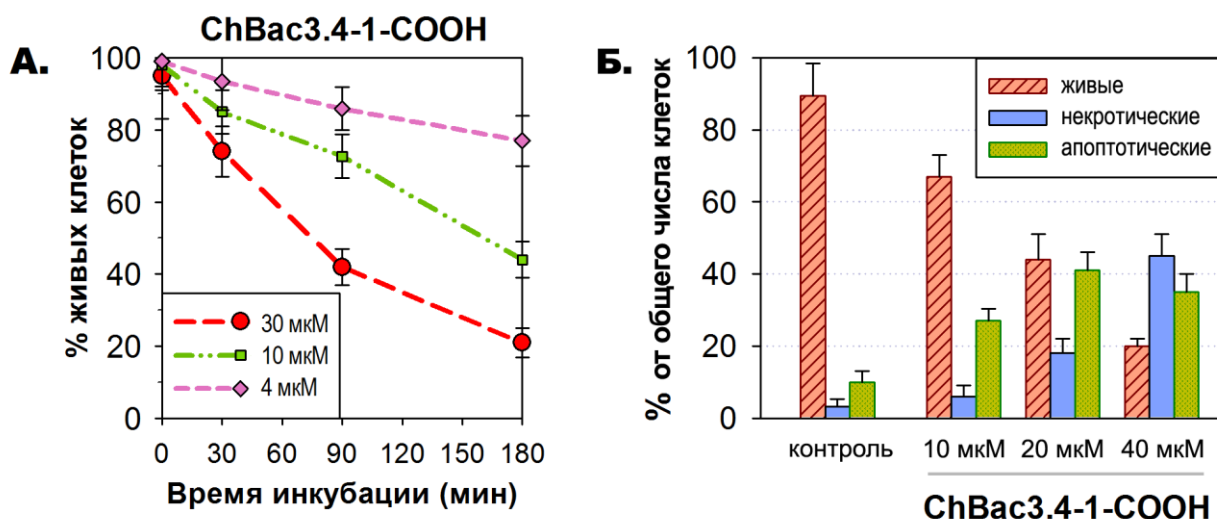 А.
ChBac3.4-1-COOH
% живых клеток
100
80
60
40
20
0
30 мкМ
10 мкМ
4 мкМ
0 30 60 90 120 150 180
Время инкубации (мин)
Б.
% от общего числа клеток
100
80
60
40
20
0
живые
некротические
апоптотические
контроль 10 мкМ 20 мкМ 40 мкМ
ChBac3.4-1-COOH